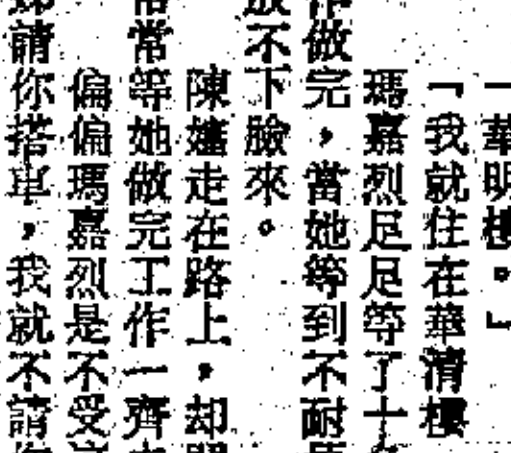 華明樓。」
「我就住在華清樓
瑪嘉烈足足等了十
做完，當她等到不耐
不下臉來。
陳嬸走在路上，却
常等她做完工作一齊
偏偏瑪嘉烈是不受
請你搭車，我就不請